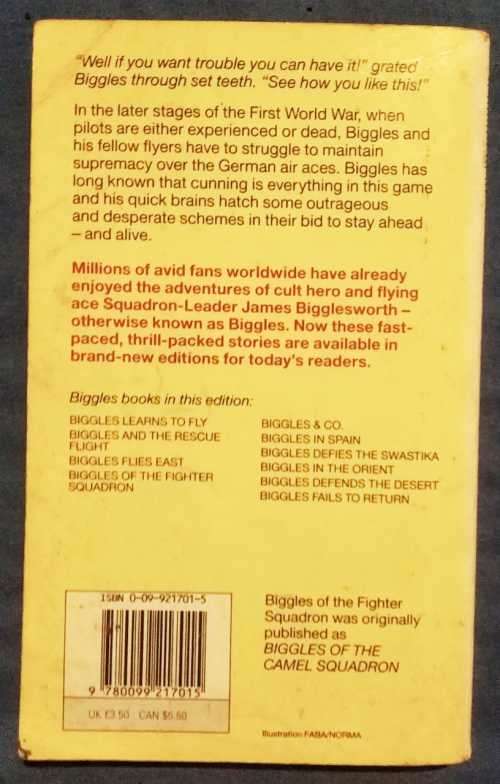 "Well if you want trouble you can have it!" grated
Biggles through set teeth. "See how you like this!"
In the later stages of the First World War, when
pilots are either experienced or dead, Biggles and
his fellow flyers have to struggle to maintain
supremacy over the German air aces. Biggles has
long known that cunning is everything in this game
and his quick brains hatch some outrageous
and desperate schemes in their bid to stay ahead
– and alive.
Millions of avid fans worldwide have already
enjoyed the adventures of cult hero and flying
ace Squadron-Leader James Bigglesworth –
otherwise known as Biggles. Now these fast-
paced, thrill-packed stories are available in
brand-new editions for today's readers.
Biggles books in this edition:
BIGGLES LEARNS TO FLY
BIGGLES AND THE RESCUE
FLIGHT
BIGGLES FLIES EAST
BIGGLES OF THE FIGHTER
SQUADRON
BIGGLES & CO.
BIGGLES IN SPAIN
BIGGLES DEFIES THE SWASTIKA
BIGGLES IN THE ORIENT
BIGGLES DEFENDS THE DESERT
BIGGLES FAILS TO RETURN
ISBN 0-09-921701-5
9 780099 217015
UK £3.50 CAN $6.50
Biggles of the Fighter
Squadron was originally
published as
BIGGLES OF THE
CAMEL SQUADRON
Illustration FABA/NORMA